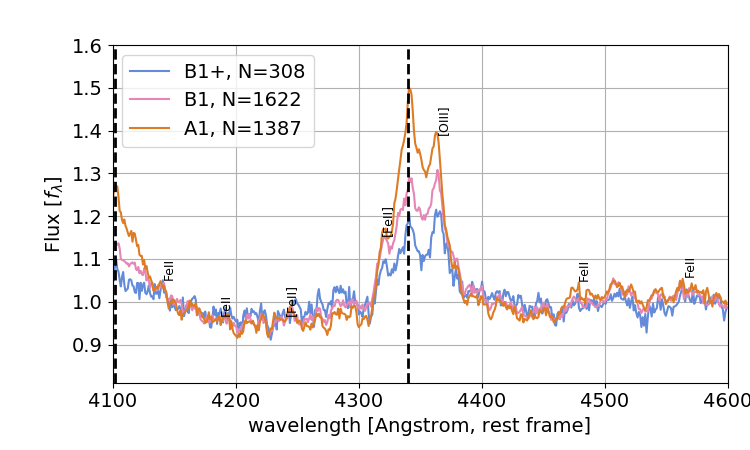 1.6
1.5
1.4
1.3
1.2
1.1
1.0
0.9
Flux [fλ]
B1+, N=308
B1, N=1622
A1, N=1387
FeII
FeII
[FeII]
[FeII]
[OIII]
FeII
FeII
4100 4200 4300 4400 4500 4600
wavelength [Angstrom, rest frame]